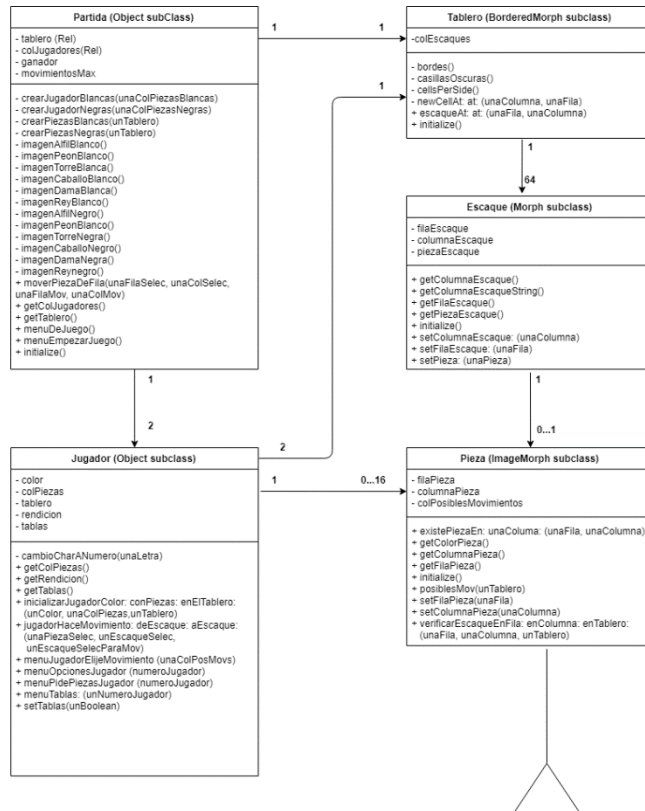 Partida (Object subClass)
- tablero (Rel)
- colJugadores(Rel)
- ganador
- movimientosMax
- crearJugadorBlancas(unaColPiezasBlancas)
- crearJugadorNegras(unaColPiezasNegras)
- crearPiezasBlancas(unTablero)
- crearPiezasNegras(unTablero)
- imagenAlfilBlanco()
- imagenPeonBlanco()
- imagenTorreBlanca()
- imagenCaballoBlanco()
- imagenDamaBlanca()
- imagenReyBlanco()
- imagenAlfilNegro()
- imagenPeonBlanco()
- imagenTorreNegra()
- imagenCaballoNegro()
- imagenDamaNegra()
- imagenReynegro()
+ moverPiezaDeFila(unaFilaSelec, unaColSelec,
unaFilaMov, unaColMov)
+ getColJugadores()
+ getTablero()
+ menuDeJuego()
+ menuEmpezarJuego()
+ initialize()
1
1
1
Tablero (BorderedMorph subclass)
-colEscaques
- bordes()
- casillasOscuras()
- cellsPerSide()
- newCellAt: at: (unaColumna, unaFila)
+ escaqueAt: at: (unaFila, unaColumna)
+ initialize()
1
64
Escaque (Morph subclass)
- filaEscaque
- columnaEscaque
- piezaEscaque
+ getColumnaEscaque()
+ getColumnaEscaqueString()
+ getFilaEscaque()
+ getPiezaEscaque()
+ initialize()
+ setColumnaEscaque: (unaColumna)
+ setFilaEscaque: (unaFila)
+ setPieza: (unaPieza)
1
2
1
0...1
Jugador (Object subclass)
- color
- colPiezas
- tablero
- rendicion
- tablas
- cambioCharANumero(unaLetra)
+ getColPiezas()
+ getRendicion()
+ getTablas()
+ inicializarJugadorColor: conPiezas: enElTablero:
(unColor, unaColPiezas,unTablero)
+ jugadorHaceMovimiento: deEscaque: aEscaque:
(unaPiezaSelec, unEscaqueSelec,
unEscaqueSelecParaMov)
+ menuJugadorElijeMovimiento (unaColPosMovs)
+ menuOpcionesJugador (numeroJugador)
+ menuPidePiezasJugador (numeroJugador)
+ menuTablas: (unNumeroJugador)
+ setTablas(unBoolean)
2
1
0...16
Pieza (ImageMorph subclass)
- filaPieza
- columnaPieza
- colPosiblesMovimientos
+ existePiezaEn: unaColuma: (unaFila, unaColumna)
+ getColorPieza()
+ getColumnaPieza()
+ getFilaPieza()
+ initialize()
+ posiblesMov(unTablero)
+ setFilaPieza(unaFila)
+ setColumnaPieza(unaColumna)
+ verificarEscaqueEnFila: enColumna: enTablero:
(unaFila, unaColumna, unTablero)